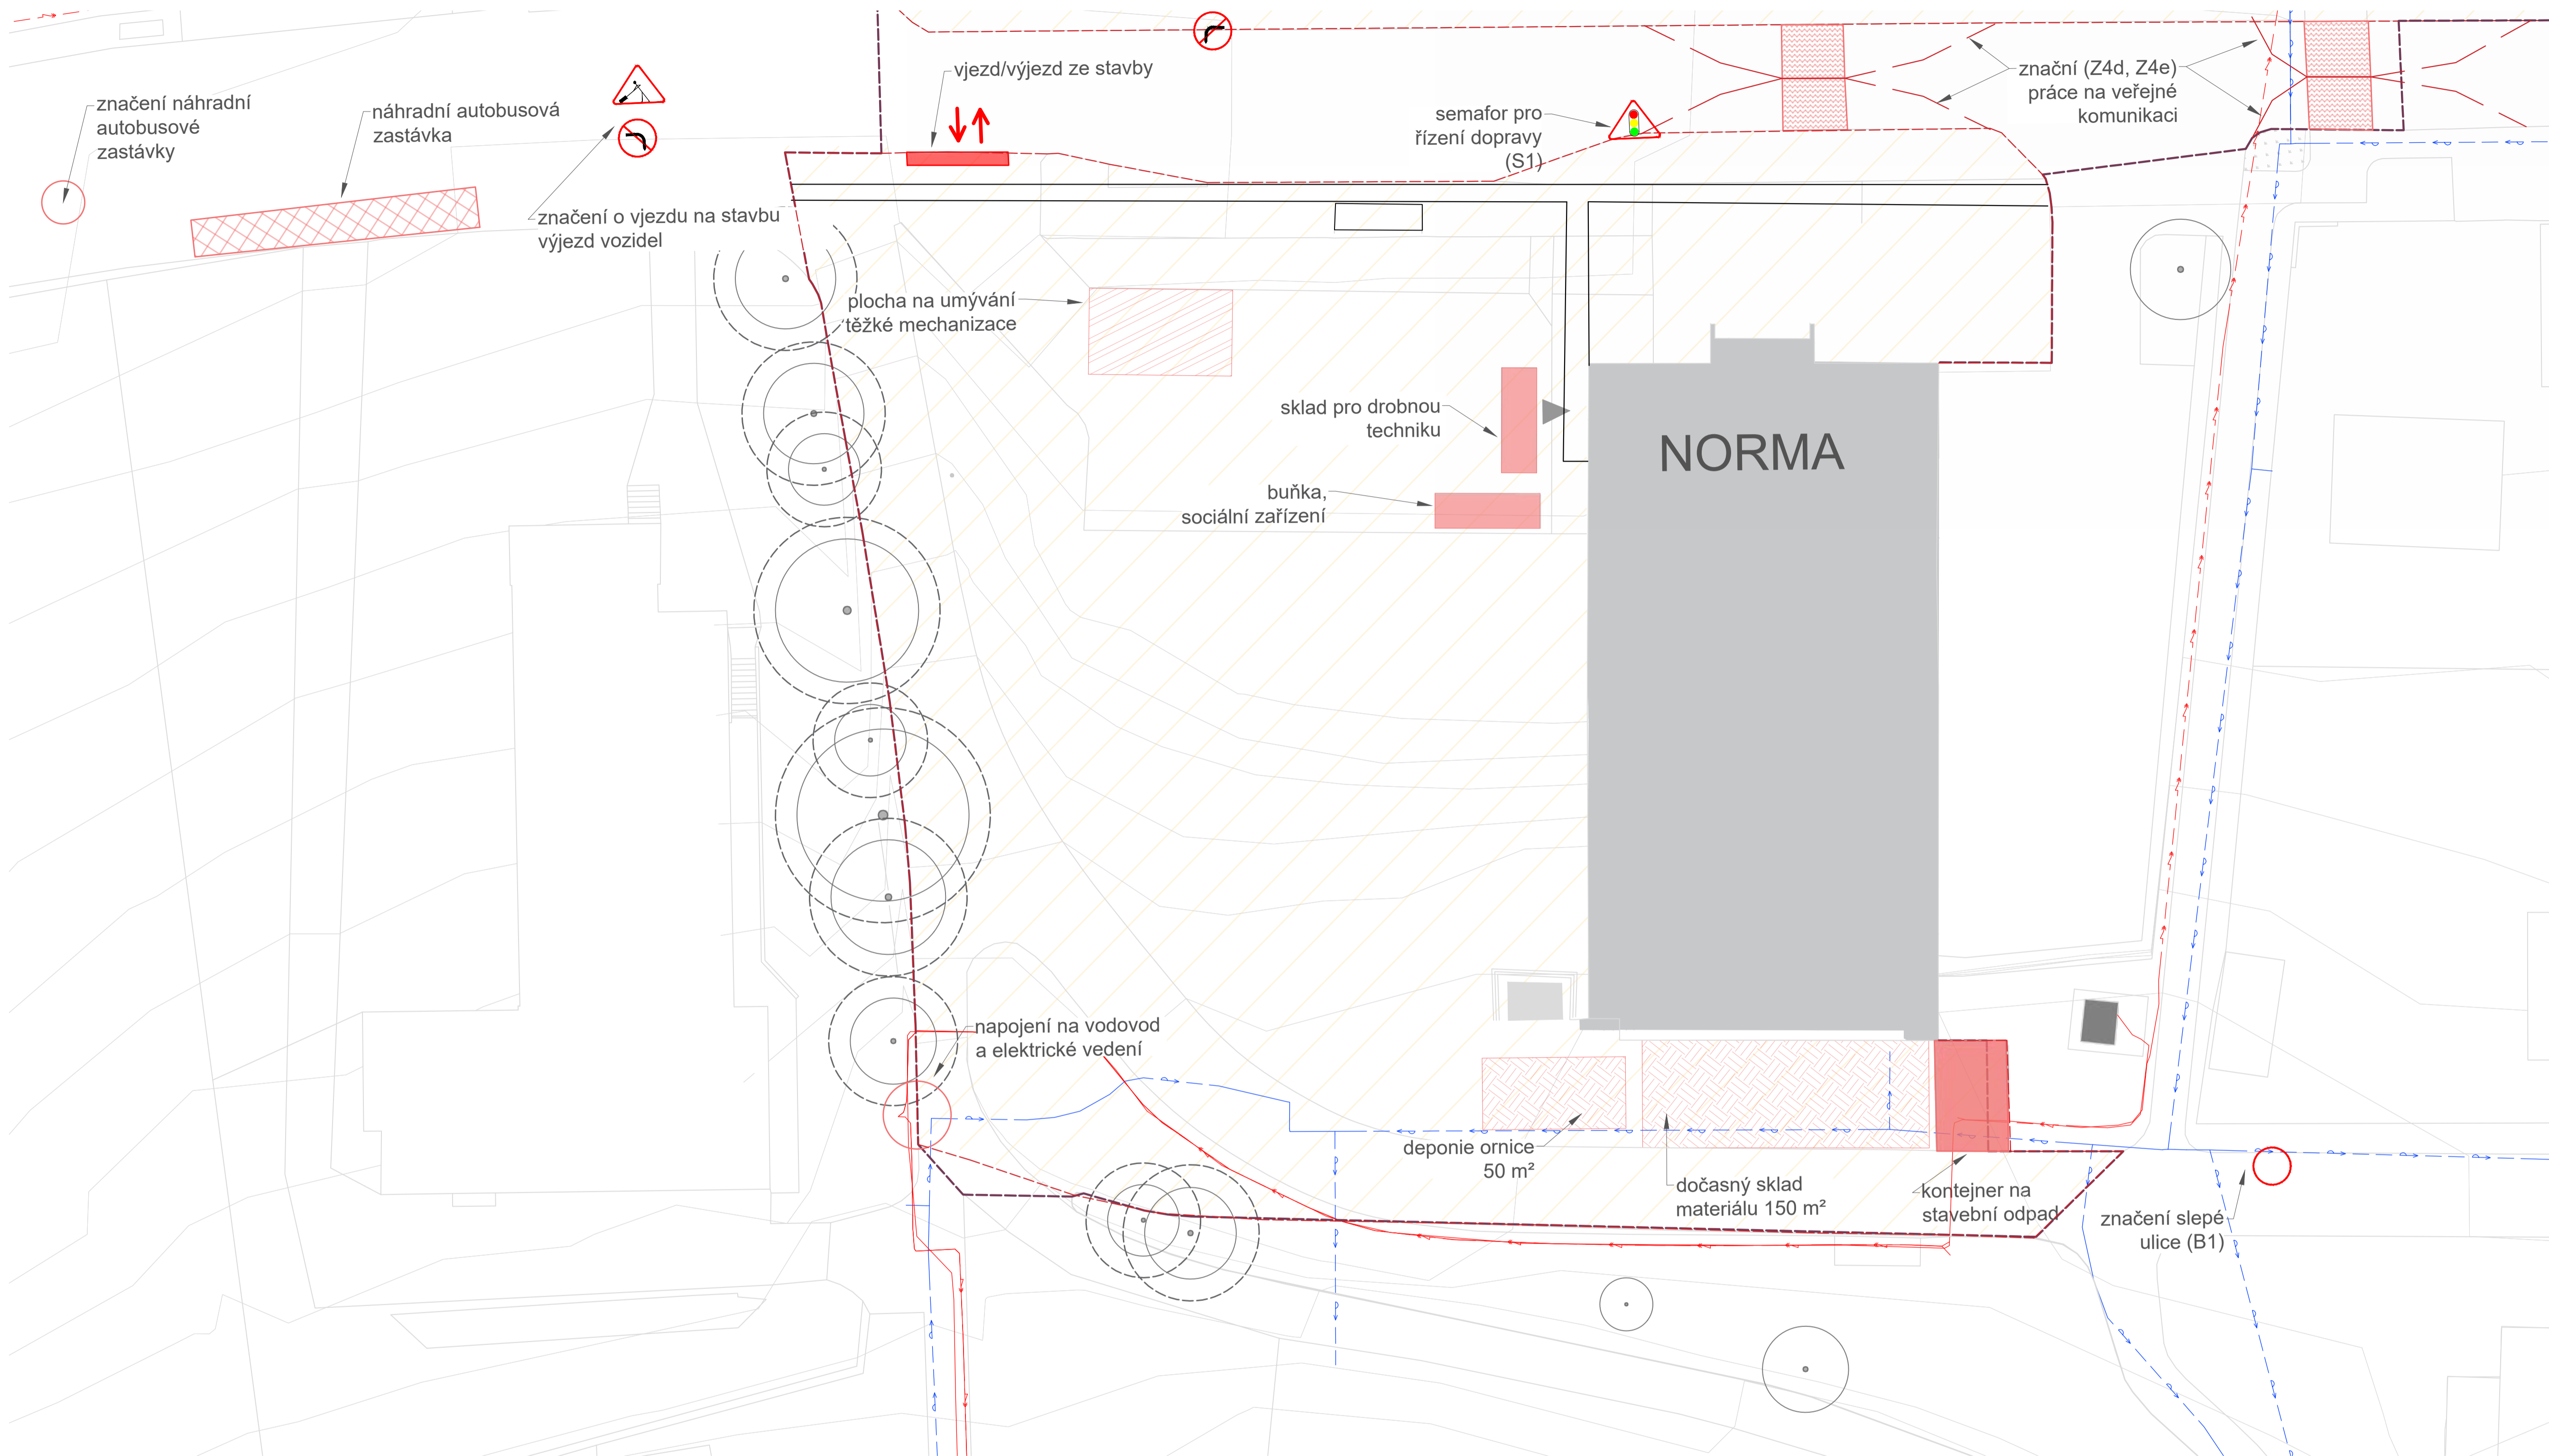 vjezd/výjezd ze stavby
značení náhradní
autobusové
zastávky
náhradní autobusová
zastávka
značení o vjezdu na stavbu
výjezd vozidel
semafor pro
řízení dopravy
(S1)
znační (Z4d, Z4e)
práce na veřejné
komunikaci
plocha na umývání
těžké mechanizace
sklad pro drobnou
techniku
NORMA
buňka,
sociální zařízení
napojení na vodovod
a elektrické vedení
deponie ornice
50 m²
dočasný sklad
materiálu 150 m²
kontejner na
stavební odpad
značení slepé
ulice (B1)